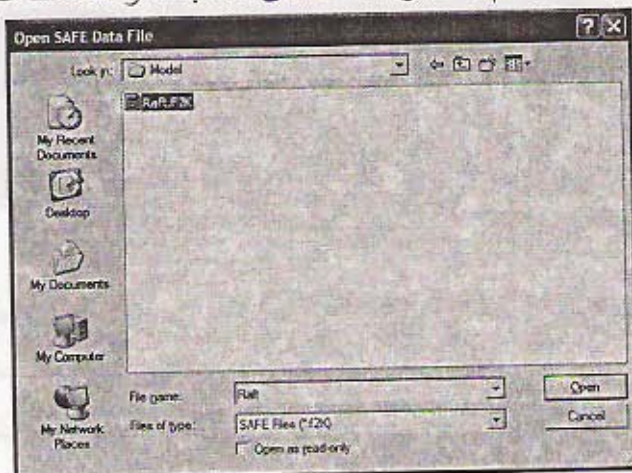 Open SAFE Data File
Look in:
Model
Raft.F2K
My Recent
Documents
Desktop
My Documents
My Computer
My Network
Places
File name:
Raft
Open
Files of type:
SAFE Files (*.f2K)
Cancel
Open as read-only